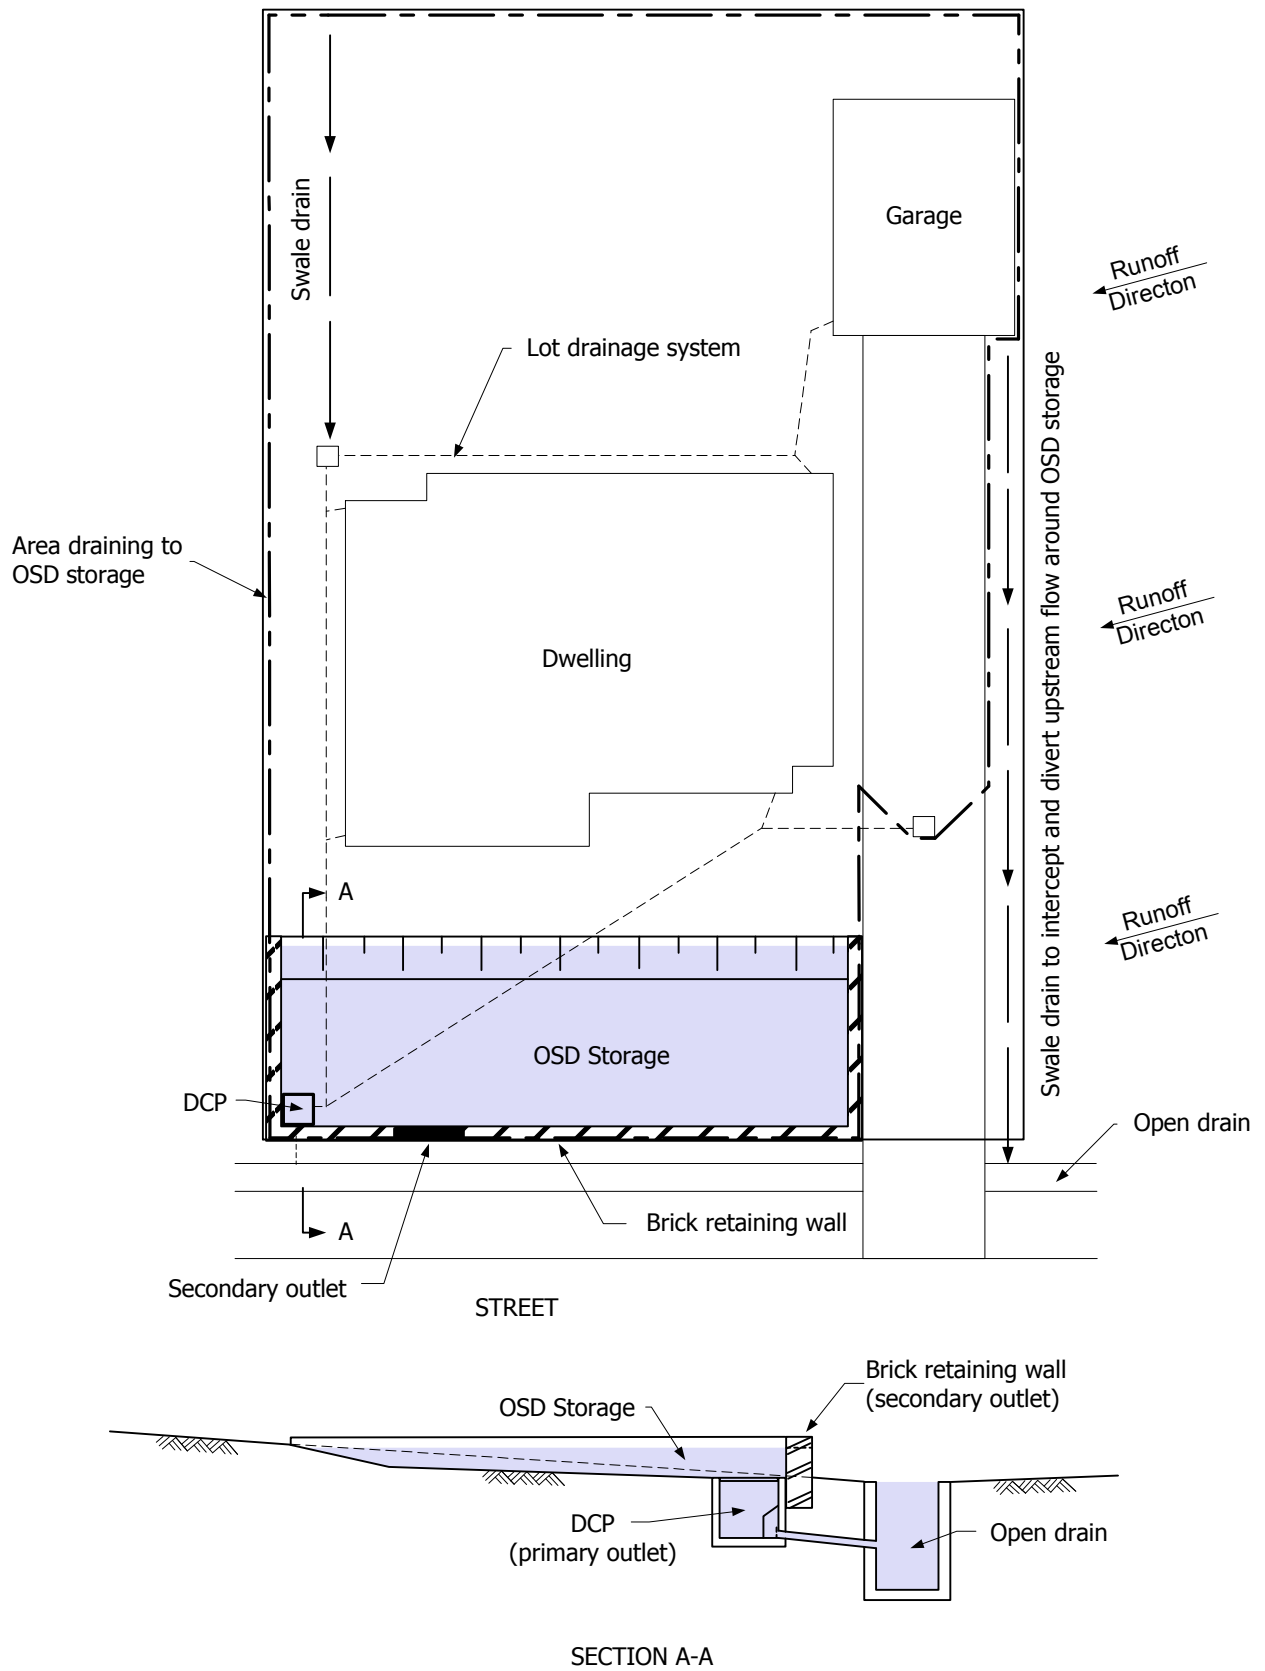 Garage
Runoff
Directon
Swale drain
Lot drainage system
Swale drain to intercept and divert upstream flow around OSD storage
Area draining to
OSD storage
Runoff
Directon
Dwelling
A
Runoff
Directon
OSD Storage
DCP
Open drain
A
Brick retaining wall
Secondary outlet
STREET
Brick retaining wall
(secondary outlet)
OSD Storage
DCP
(primary outlet)
Open drain
SECTION A-A